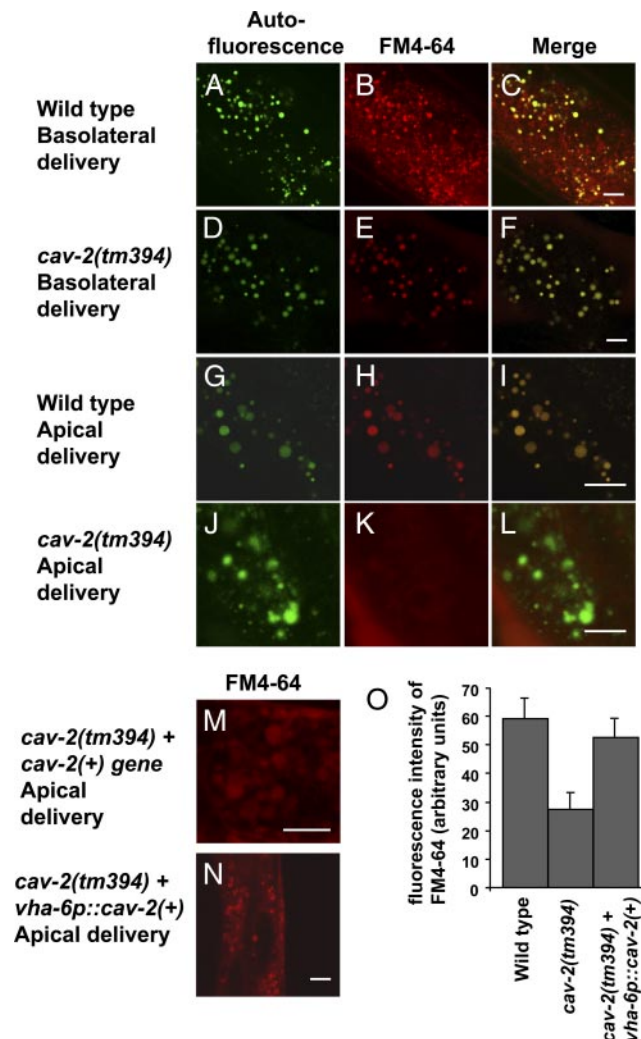 Auto-
fluorescence FM4-64 Merge
Wild type
Basolateral
delivery
A B C
cav-2(tm394)
Basolateral
delivery
D E F
Wild type
Apical
delivery
G H I
cav-2(tm394)
Apical
delivery
J K L
FM4-64
cav-2(tm394) +
cav-2(+) gene
Apical
delivery
M
cav-2(tm394) +
vha-6p::cav-2(+)
Apical delivery
N
O
fluorescence intensity of
FM4-64 (arbitrary units)
70
60
50
40
30
20
10
0
Wild type
cav-2(tm394)
cav-2(tm394) +
vha-6p::cav-2(+)